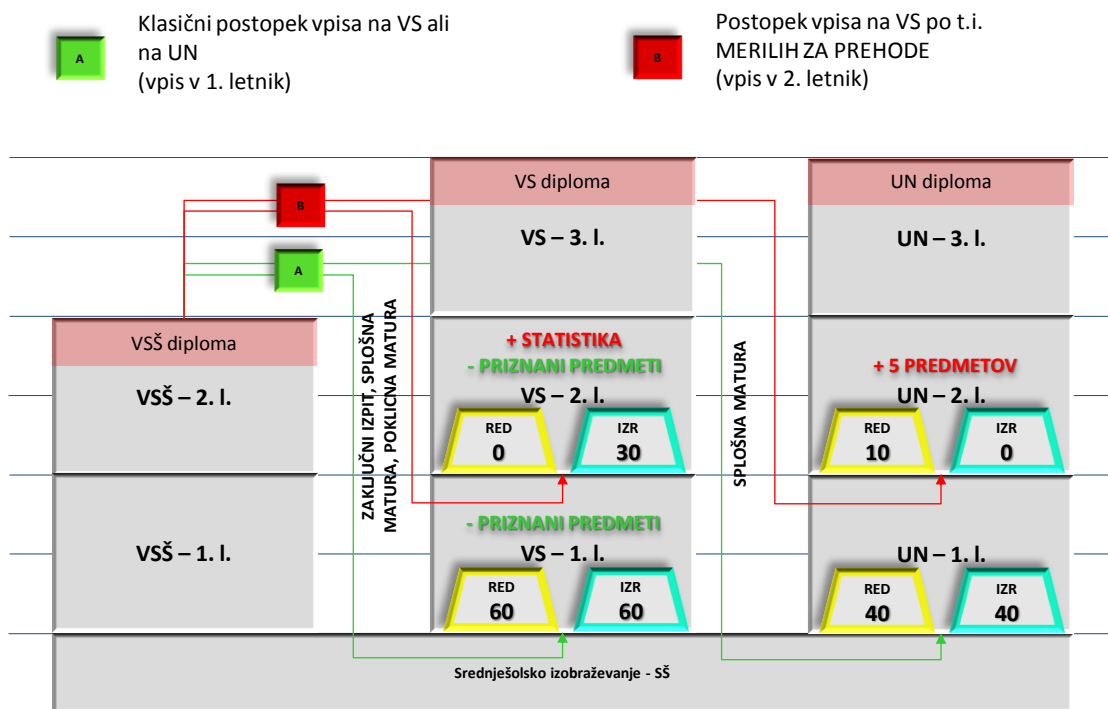 A
Klasični postopek vpisa na VS ali
na UN
(vpis v 1. letnik)
B
Postopek vpisa na VS po t.i.
MERILIH ZA PREHODE
(vpis v 2. letnik)
B
A
VSŠ diploma
VSŠ – 2. l.
VSŠ – 1. l.
ZAKLJUČNI IZPIT, SPLOŠNA
MATURA, POKLICNA MATURA
VS diploma
VS – 3. l.
+ STATISTIKA
- PRIZNANI PREDMETI
VS – 2. l.
RED
0
IZR
30
- PRIZNANI PREDMETI
VS – 1. l.
RED
60
IZR
60
SPLOŠNA MATURA
UN diploma
UN – 3. l.
+ 5 PREDMETOV
UN – 2. l.
RED
10
IZR
0
UN – 1. l.
RED
40
IZR
40
Srednješolsko izobraževanje - SŠ